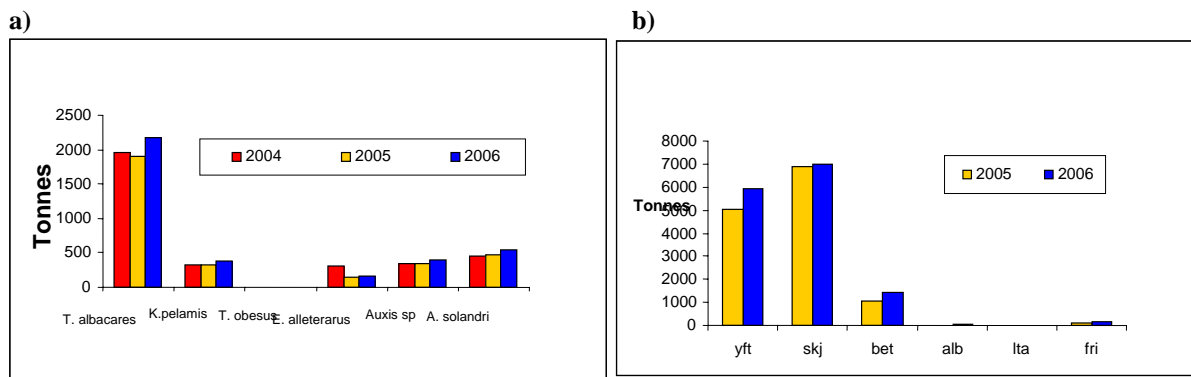 a)
2500
2000
1500
1000
500
0
Tonnes
2004 2005 2006
T. albacares K.pelamis T. obesus E. alleterarus Auxis sp A. solandri
b)
8000
7000
6000
5000
4000
3000
2000
1000
0
Tonnes
2005 2006
yft skj bet alb lta fri